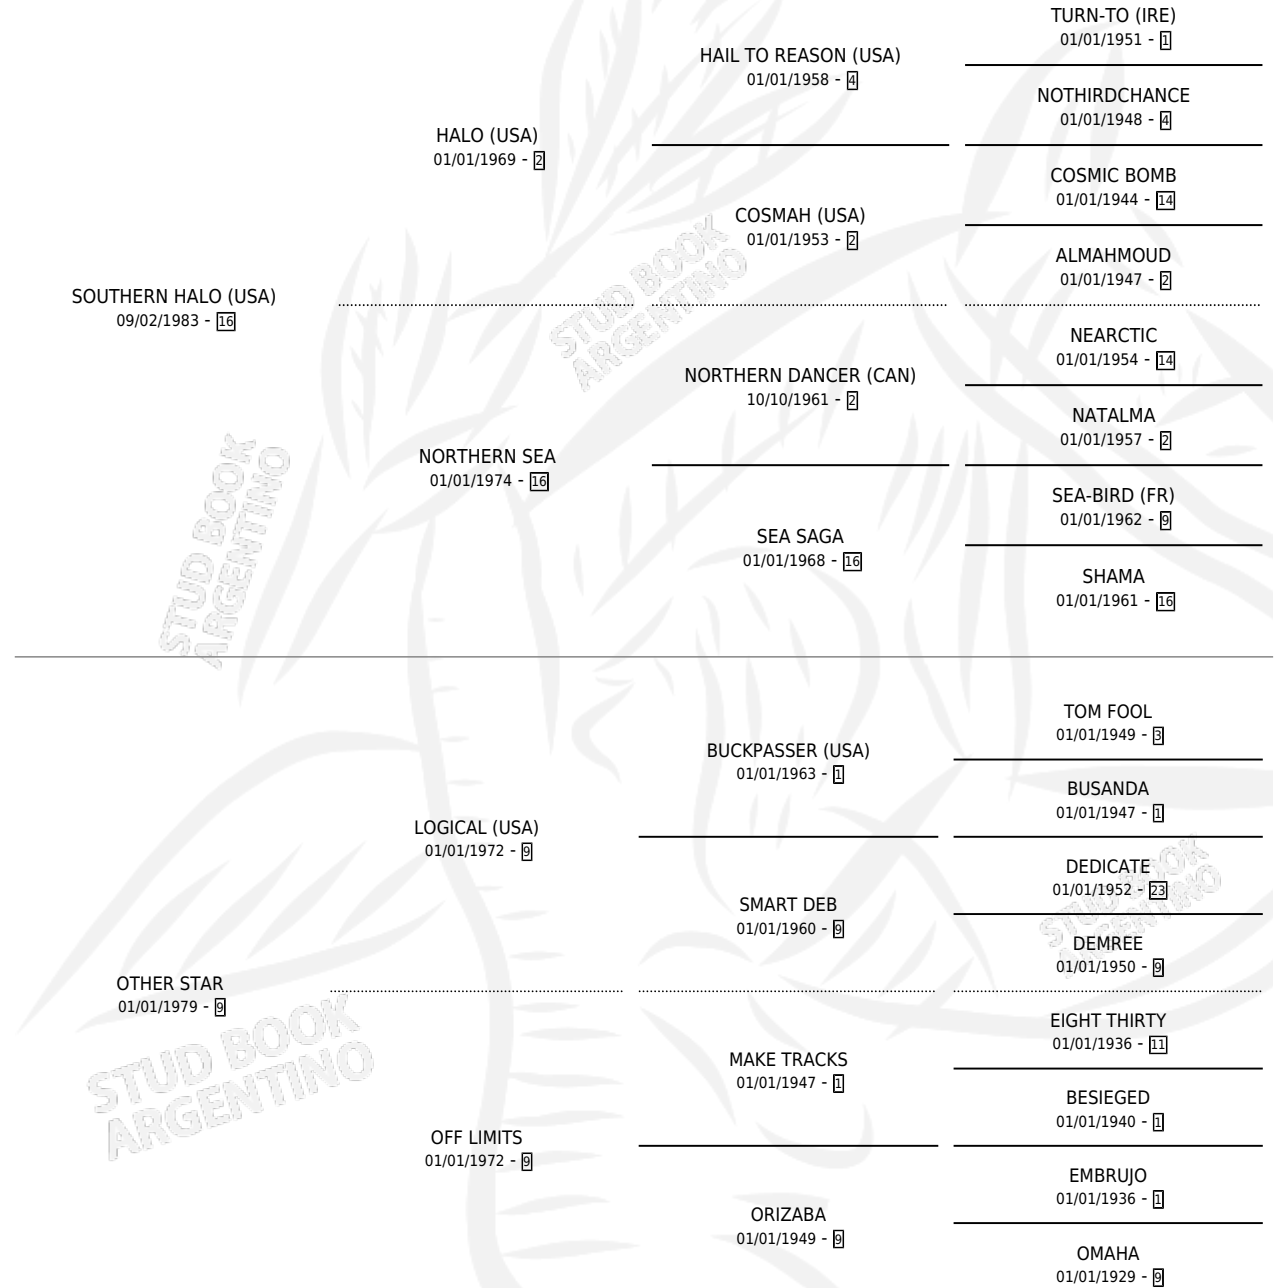 TURN-TO (IRE)
01/01/1951 - 1
HAIL TO REASON (USA)
01/01/1958 - 4
NOTHIRDCHANCE
01/01/1948 - 4
HALO (USA)
01/01/1969 - 2
COSMIC BOMB
01/01/1944 - 14
COSMAH (USA)
01/01/1953 - 2
ALMAHMOUD
01/01/1947 - 2
SOUTHERN HALO (USA)
09/02/1983 - 16
NEARCTIC
01/01/1954 - 14
NORTHERN DANCER (CAN)
10/10/1961 - 2
NATALMA
01/01/1957 - 2
NORTHERN SEA
01/01/1974 - 16
SEA-BIRD (FR)
01/01/1962 - 9
SEA SAGA
01/01/1968 - 16
SHAMA
01/01/1961 - 16
STUD BOOK
ARGENTINO
STUD BOOK
ARGENTINO
TOM FOOL
01/01/1949 - 3
BUCKPASSER (USA)
01/01/1963 - 1
BUSANDA
01/01/1947 - 1
LOGICAL (USA)
01/01/1972 - 9
DEDICATE
01/01/1952 - 23
SMART DEB
01/01/1960 - 9
DEMREE
01/01/1950 - 9
STUD BOOK
ARGENTINO
OTHER STAR
01/01/1979 - 9
EIGHT THIRTY
01/01/1936 - 11
MAKE TRACKS
01/01/1947 - 1
BESIEGED
01/01/1940 - 1
STUD BOOK
ARGENTINO
OFF LIMITS
01/01/1972 - 9
EMBRUJO
01/01/1936 - 1
ORIZABA
01/01/1949 - 9
OMAHA
01/01/1929 - 9